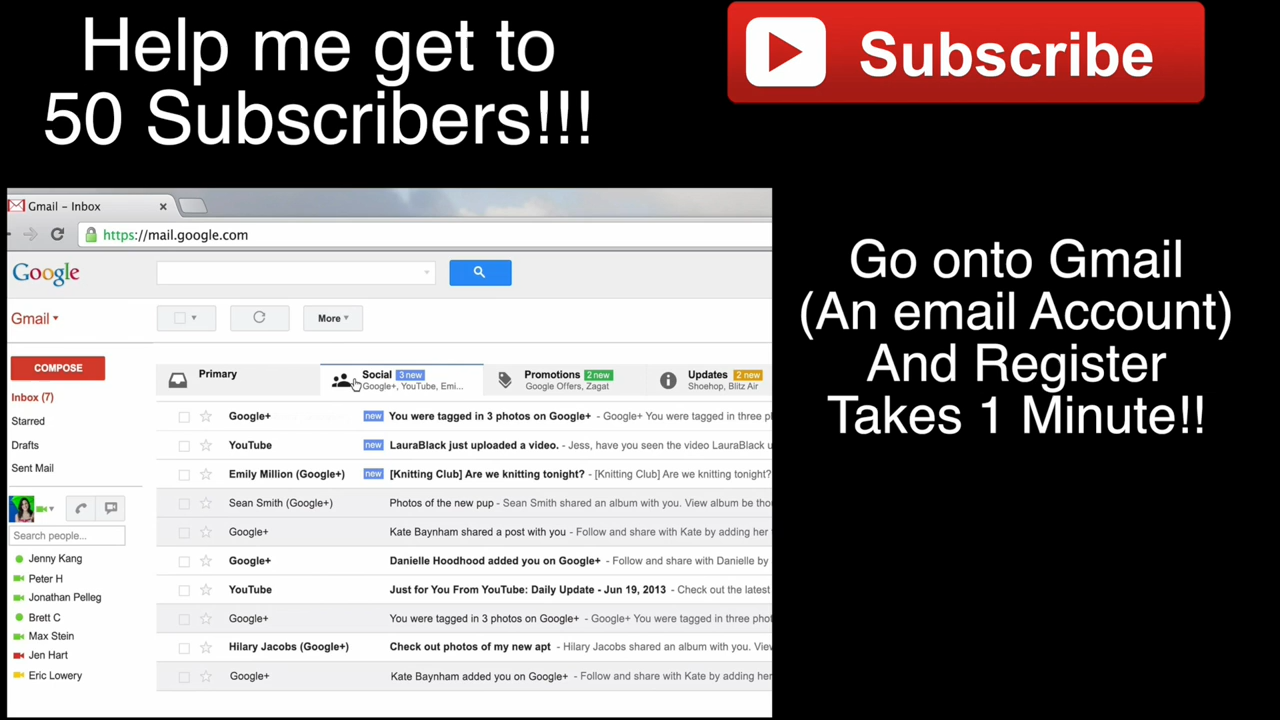 Help me get to
50 Subscribers!!!
Subscribe
Gmail - Inbox
https://mail.google.com
Google
Gmail
More
COMPOSE
Inbox (7)
Starred
Drafts
Sent Mail
Search people...
Jenny Kang
Peter H
Jonathan Pelleg
Brett C
Max Stein
Jen Hart
Eric Lowery
Primary
Social 3 new
Google+, YouTube, Emi...
Promotions 2 new
Google Offers, Zagat
Updates 2 new
Shoehop, Blitz Air
Google+ new You were tagged in 3 photos on Google+ - Google+ You were tagged in three
YouTube new LauraBlack just uploaded a video. - Jess, have you seen the video LauraBlack
Emily Million (Google+) new [Knitting Club] Are we knitting tonight? - [Knitting Club] Are we knitting tonight?
Sean Smith (Google+) Photos of the new pup - Sean Smith shared an album with you. View album be
Google+ Kate Baynham shared a post with you - Follow and share with Kate by adding her
Google+ Danielle Hoodhood added you on Google+ - Follow and share with Danielle by
YouTube Just for You From YouTube: Daily Update - Jun 19, 2013 - Check out the latest
Google+ You were tagged in 3 photos on Google+ - Google+ You were tagged in three
Hilary Jacobs (Google+) Check out photos of my new apt - Hilary Jacobs shared an album with you.
Google+ Kate Baynham added you on Google+ - Follow and share with Kate by adding her
Go onto Gmail
(An email Account)
And Register
Takes 1 Minute!!